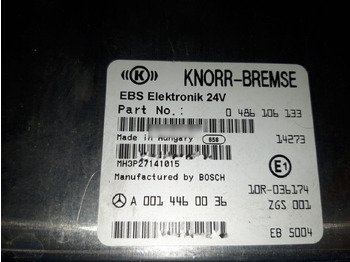 K KNORR-BREMSE
EBS Elektronik 24V
Part No.: 0 486 106 133
Made in Hungary 858 14273
MH3P27141015
Manufactured by BOSCH E1
10R-036174
A 001 446 00 36 ZGS 001
EB 5004